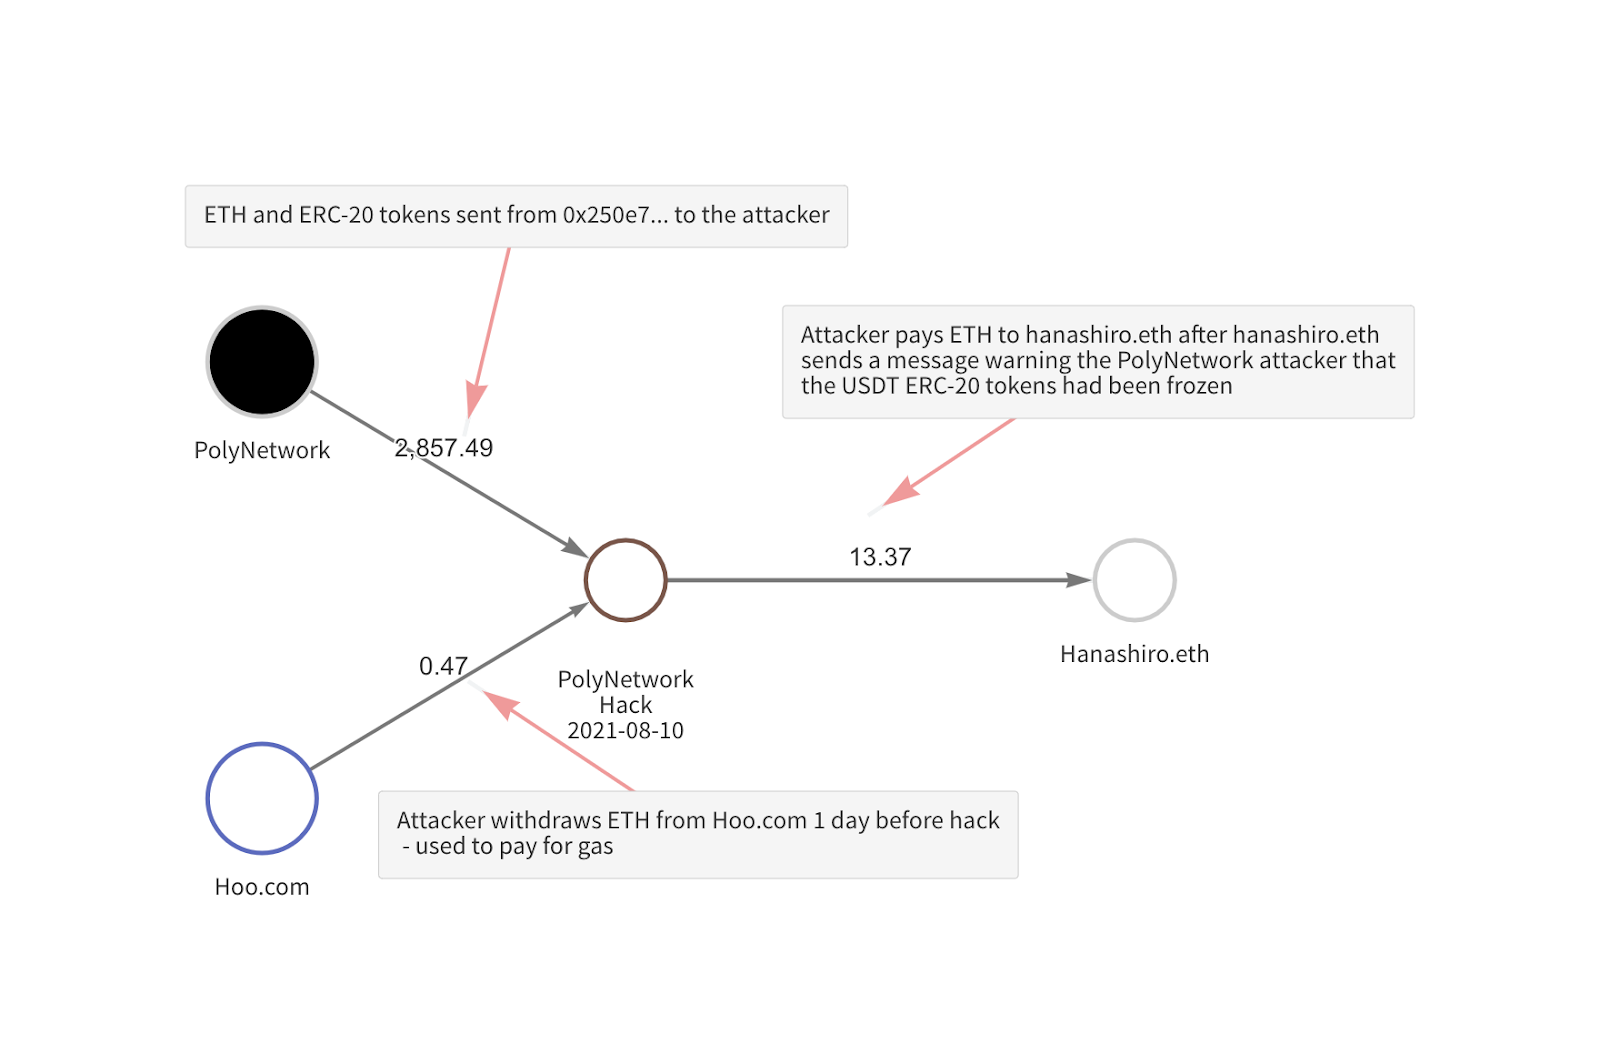 ETH and ERC-20 tokens sent from 0x250e7... to the attacker
Attacker pays ETH to hanashiro.eth after hanashiro.eth
sends a message warning the PolyNetwork attacker that
the USDT ERC-20 tokens had been frozen
PolyNetwork
2,857.49
13.37
Hanashiro.eth
0.47
PolyNetwork
Hack
2021-08-10
Attacker withdraws ETH from Hoo.com 1 day before hack
- used to pay for gas
Hoo.com